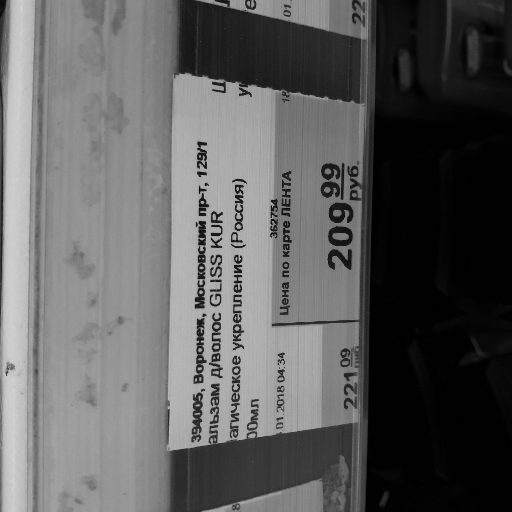 394005, Воронеж, Московский пр-т, 129/1
альзам д/волос GLISS KUR
агическое укрепление (Россия)
00мл
362754
Цена по карте ЛЕНТА
209 99
руб.
.01.2018 04:34
221 09